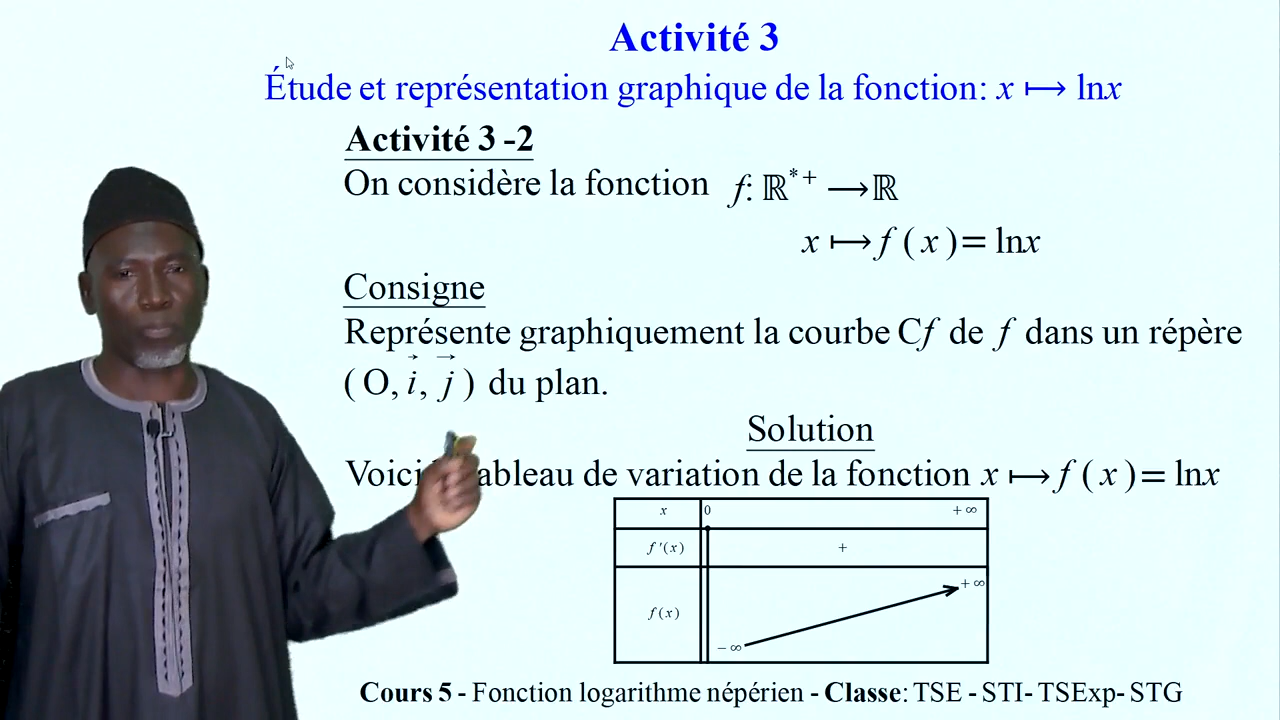 Activité 3
Étude et représentation graphique de la fonction: x ⟼ lnx
Activité 3 -2
On considère la fonction f: ℝ*+ ⟶ ℝ
x ⟼ f (x)= lnx
Consigne
Représente graphiquement la courbe Cf de f dans un répère
( O, i⃗, j⃗ ) du plan.
Solution
Voici tableau de variation de la fonction x ⟼ f (x)= lnx
x 0 +∞
f '(x) +
f (x) −∞ +∞
Cours 5 - Fonction logarithme népérien - Classe: TSE - STI- TSExp- STG